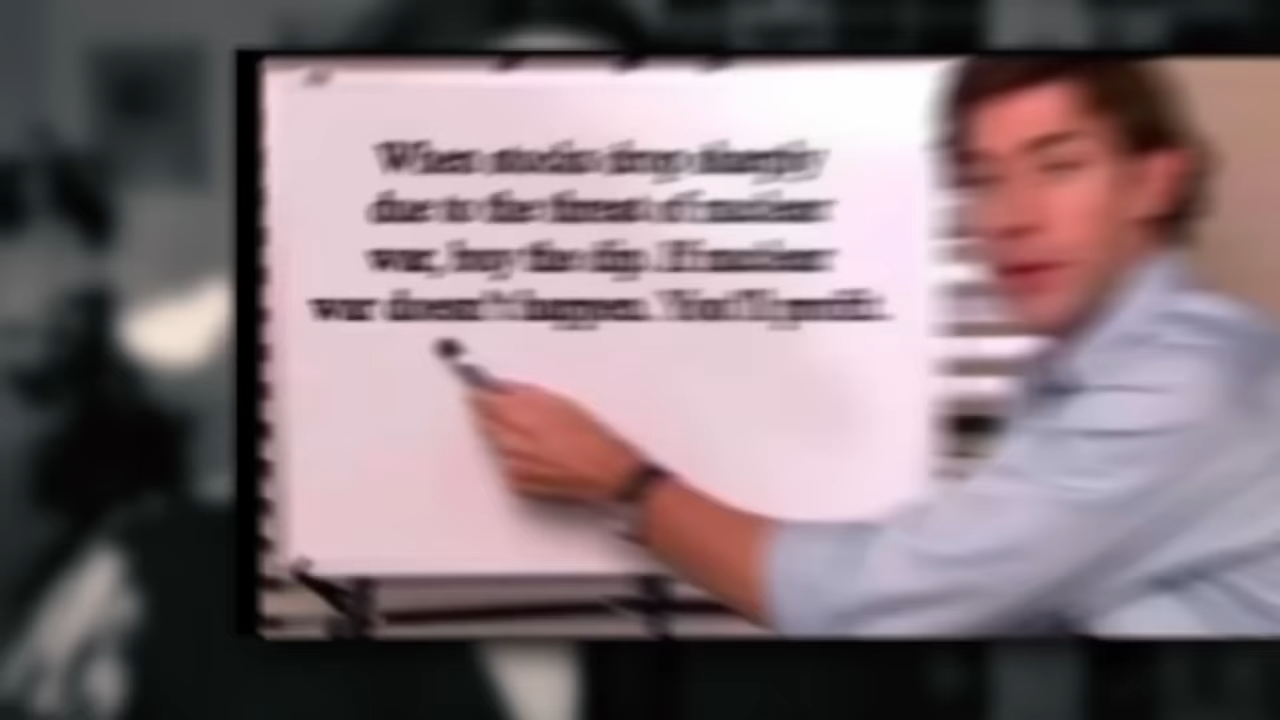 When stocks drop sharply
due to the threat of nuclear
war, buy the dip. If nuclear
war doesn't happen. You'll profit.